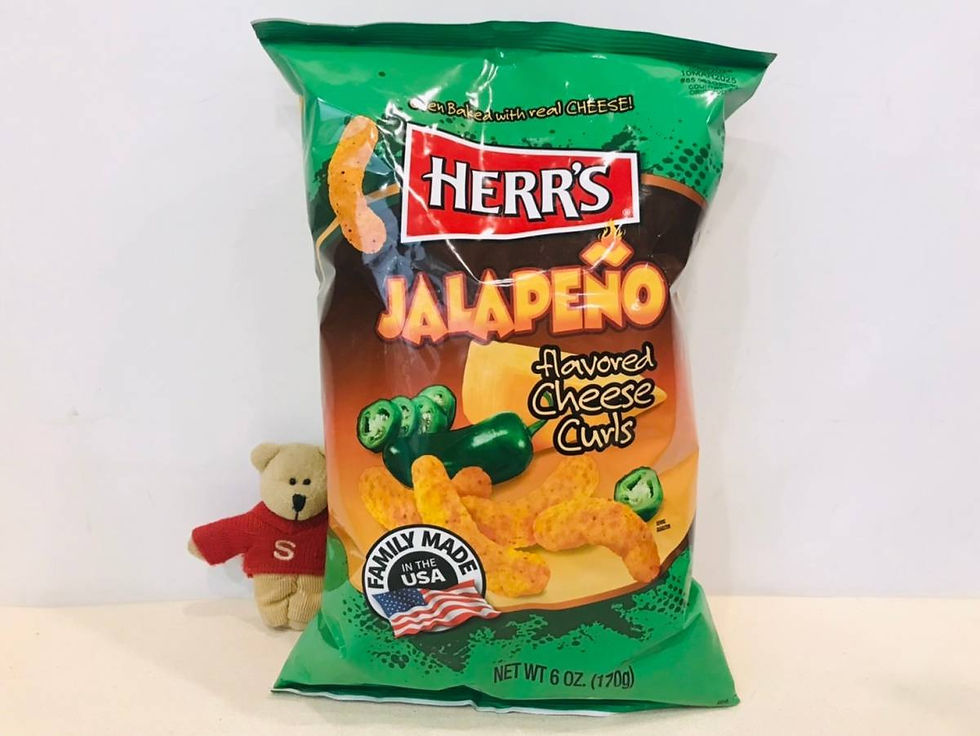 Oven Baked with real CHEESE!
HERR'S
JALAPEÑO
flavored
Cheese
Curls
S
FAMILY MADE
IN THE
USA
NET WT 6 OZ. (170g)